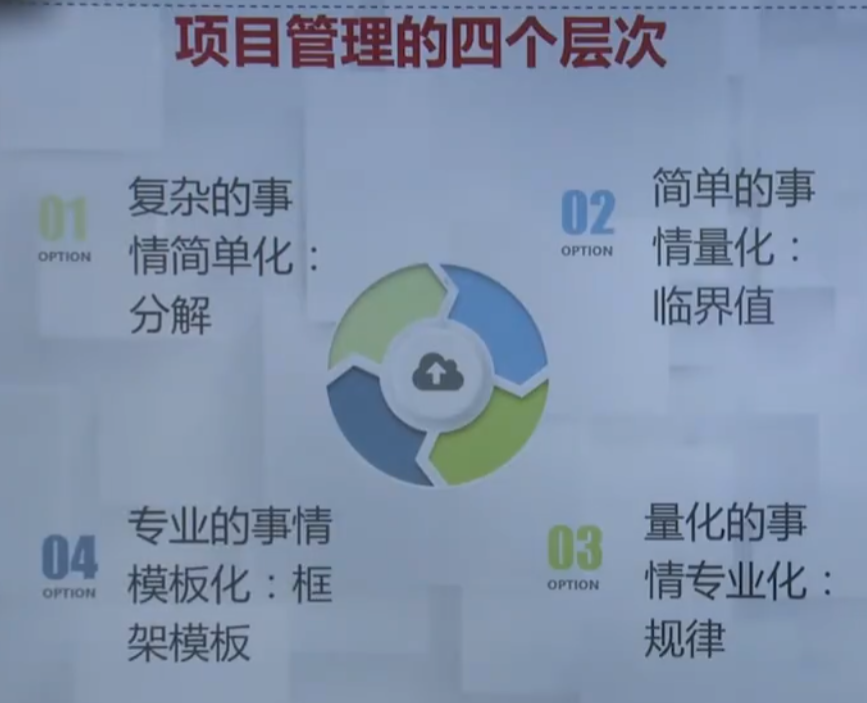 项目管理的四个层次
01
OPTION
复杂的事
情简单化：
分解
02
OPTION
简单的事
情量化：
临界值
04
OPTION
专业的事情
模板化：框
架模板
03
OPTION
量化的事
情专业化：
规律